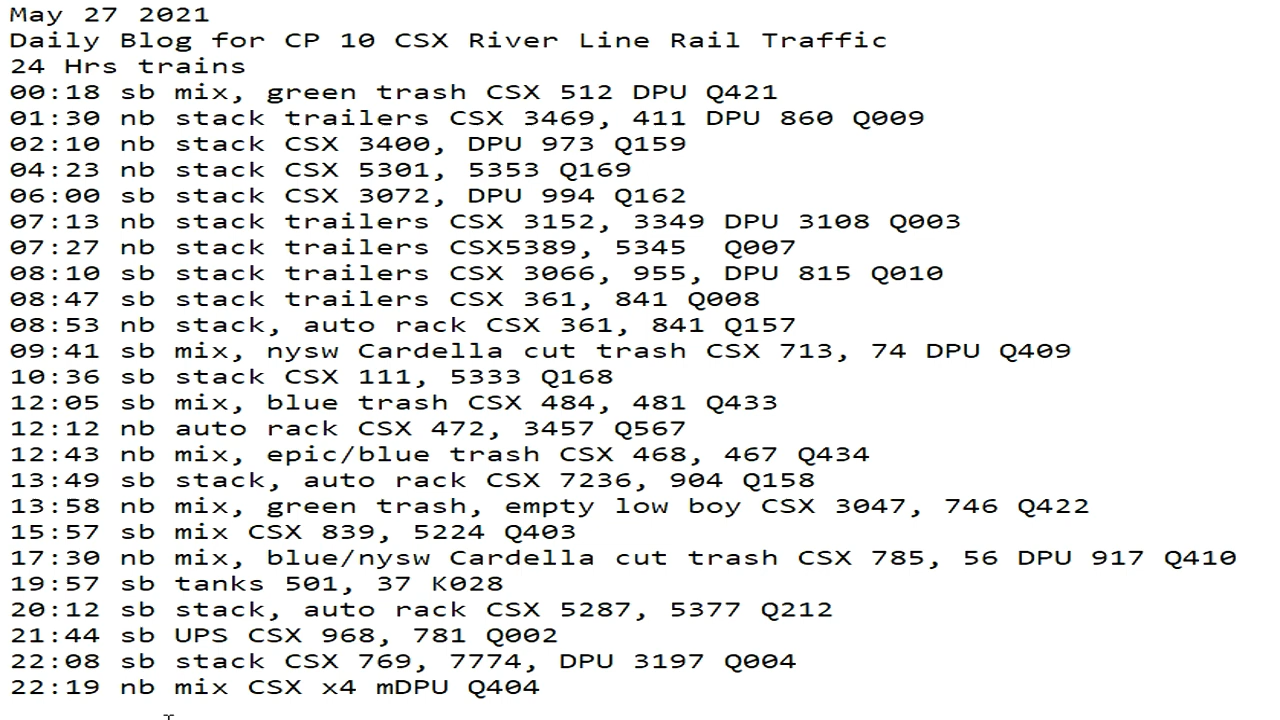 May 27 2021
Daily Blog for CP 10 CSX River Line Rail Traffic
24 Hrs trains
00:18 sb mix, green trash CSX 512 DPU Q421
01:30 nb stack trailers CSX 3469, 411 DPU 860 Q009
02:10 nb stack CSX 3400, DPU 973 Q159
04:23 nb stack CSX 5301, 5353 Q169
06:00 sb stack CSX 3072, DPU 994 Q162
07:13 nb stack trailers CSX 3152, 3349 DPU 3108 Q003
07:27 nb stack trailers CSX5389, 5345  Q007
08:10 sb stack trailers CSX 3066, 955, DPU 815 Q010
08:47 sb stack trailers CSX 361, 841 Q008
08:53 nb stack, auto rack CSX 361, 841 Q157
09:41 sb mix, nysw Cardella cut trash CSX 713, 74 DPU Q409
10:36 sb stack CSX 111, 5333 Q168
12:05 sb mix, blue trash CSX 484, 481 Q433
12:12 nb auto rack CSX 472, 3457 Q567
12:43 nb mix, epic/blue trash CSX 468, 467 Q434
13:49 sb stack, auto rack CSX 7236, 904 Q158
13:58 nb mix, green trash, empty low boy CSX 3047, 746 Q422
15:57 sb mix CSX 839, 5224 Q403
17:30 nb mix, blue/nysw Cardella cut trash CSX 785, 56 DPU 917 Q410
19:57 sb tanks 501, 37 K028
20:12 sb stack, auto rack CSX 5287, 5377 Q212
21:44 sb UPS CSX 968, 781 Q002
22:08 sb stack CSX 769, 7774, DPU 3197 Q004
22:19 nb mix CSX x4 mDPU Q404